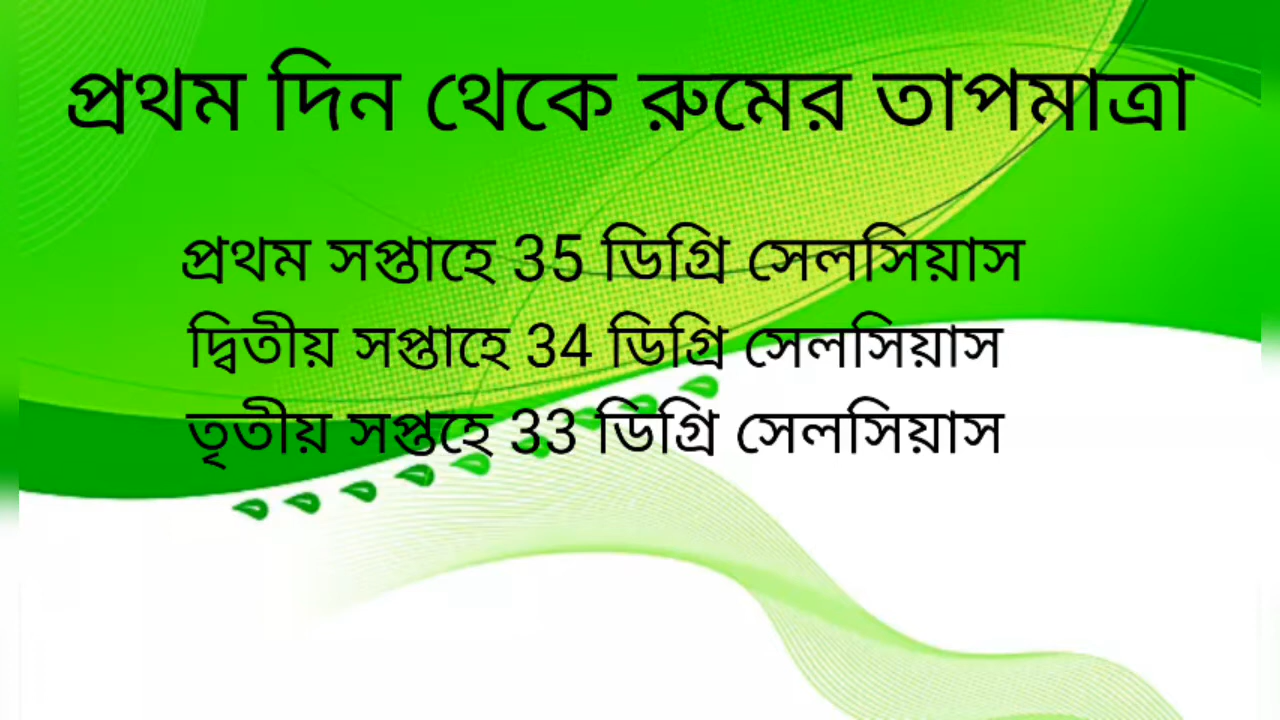 প্রথম দিন থেকে রুমের তাপমাত্রা
প্রথম সপ্তাহে 35 ডিগ্রি সেলসিয়াস
দ্বিতীয় সপ্তাহে 34 ডিগ্রি সেলসিয়াস
তৃতীয় সপ্তহে 33 ডিগ্রি সেলসিয়াস